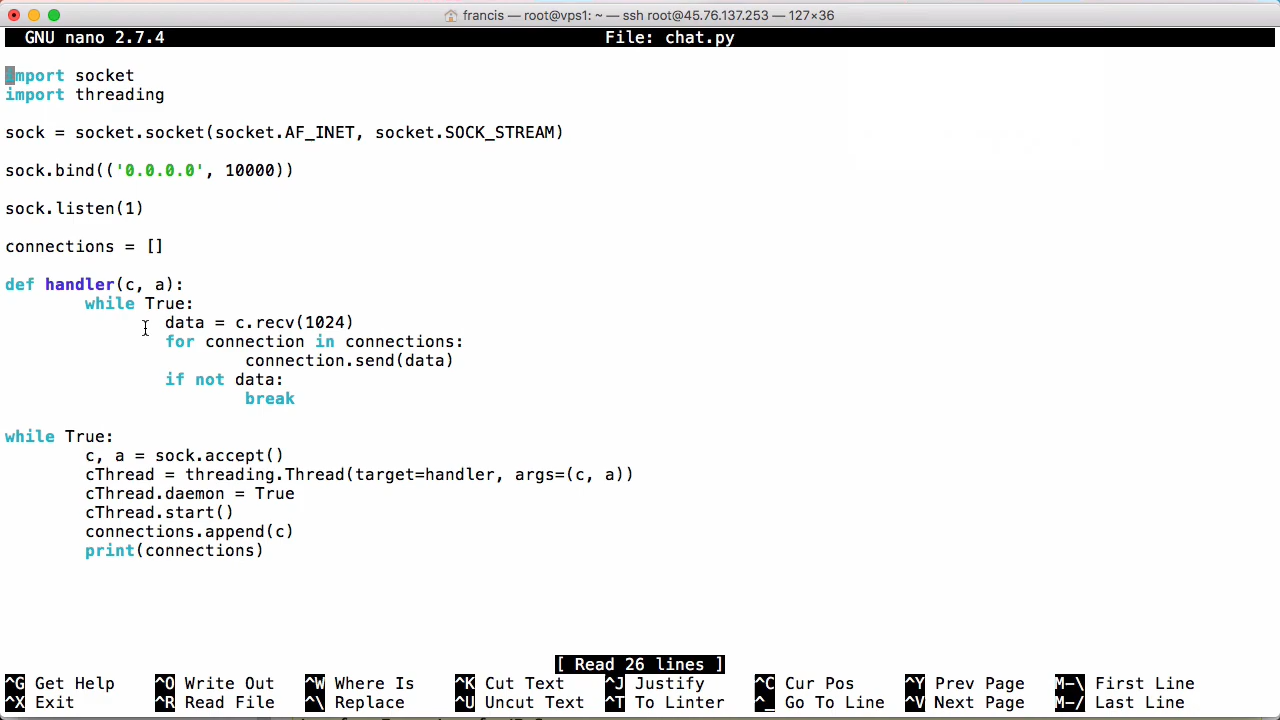 francis — root@vps1: ~ — ssh root@45.76.137.253 — 127×36
GNU nano 2.7.4 File: chat.py
import socket
import threading
sock = socket.socket(socket.AF_INET, socket.SOCK_STREAM)
sock.bind(('0.0.0.0', 10000))
sock.listen(1)
connections = []
def handler(c, a):
        while True:
                data = c.recv(1024)
                for connection in connections:
                        connection.send(data)
                if not data:
                        break
while True:
        c, a = sock.accept()
        cThread = threading.Thread(target=handler, args=(c, a))
        cThread.daemon = True
        cThread.start()
        connections.append(c)
        print(connections)
[ Read 26 lines ]
^G Get Help ^O Write Out ^W Where Is ^K Cut Text ^J Justify ^C Cur Pos ^Y Prev Page M-\ First Line
^X Exit ^R Read File ^\ Replace ^U Uncut Text ^T To Linter ^_ Go To Line ^V Next Page M-/ Last Line